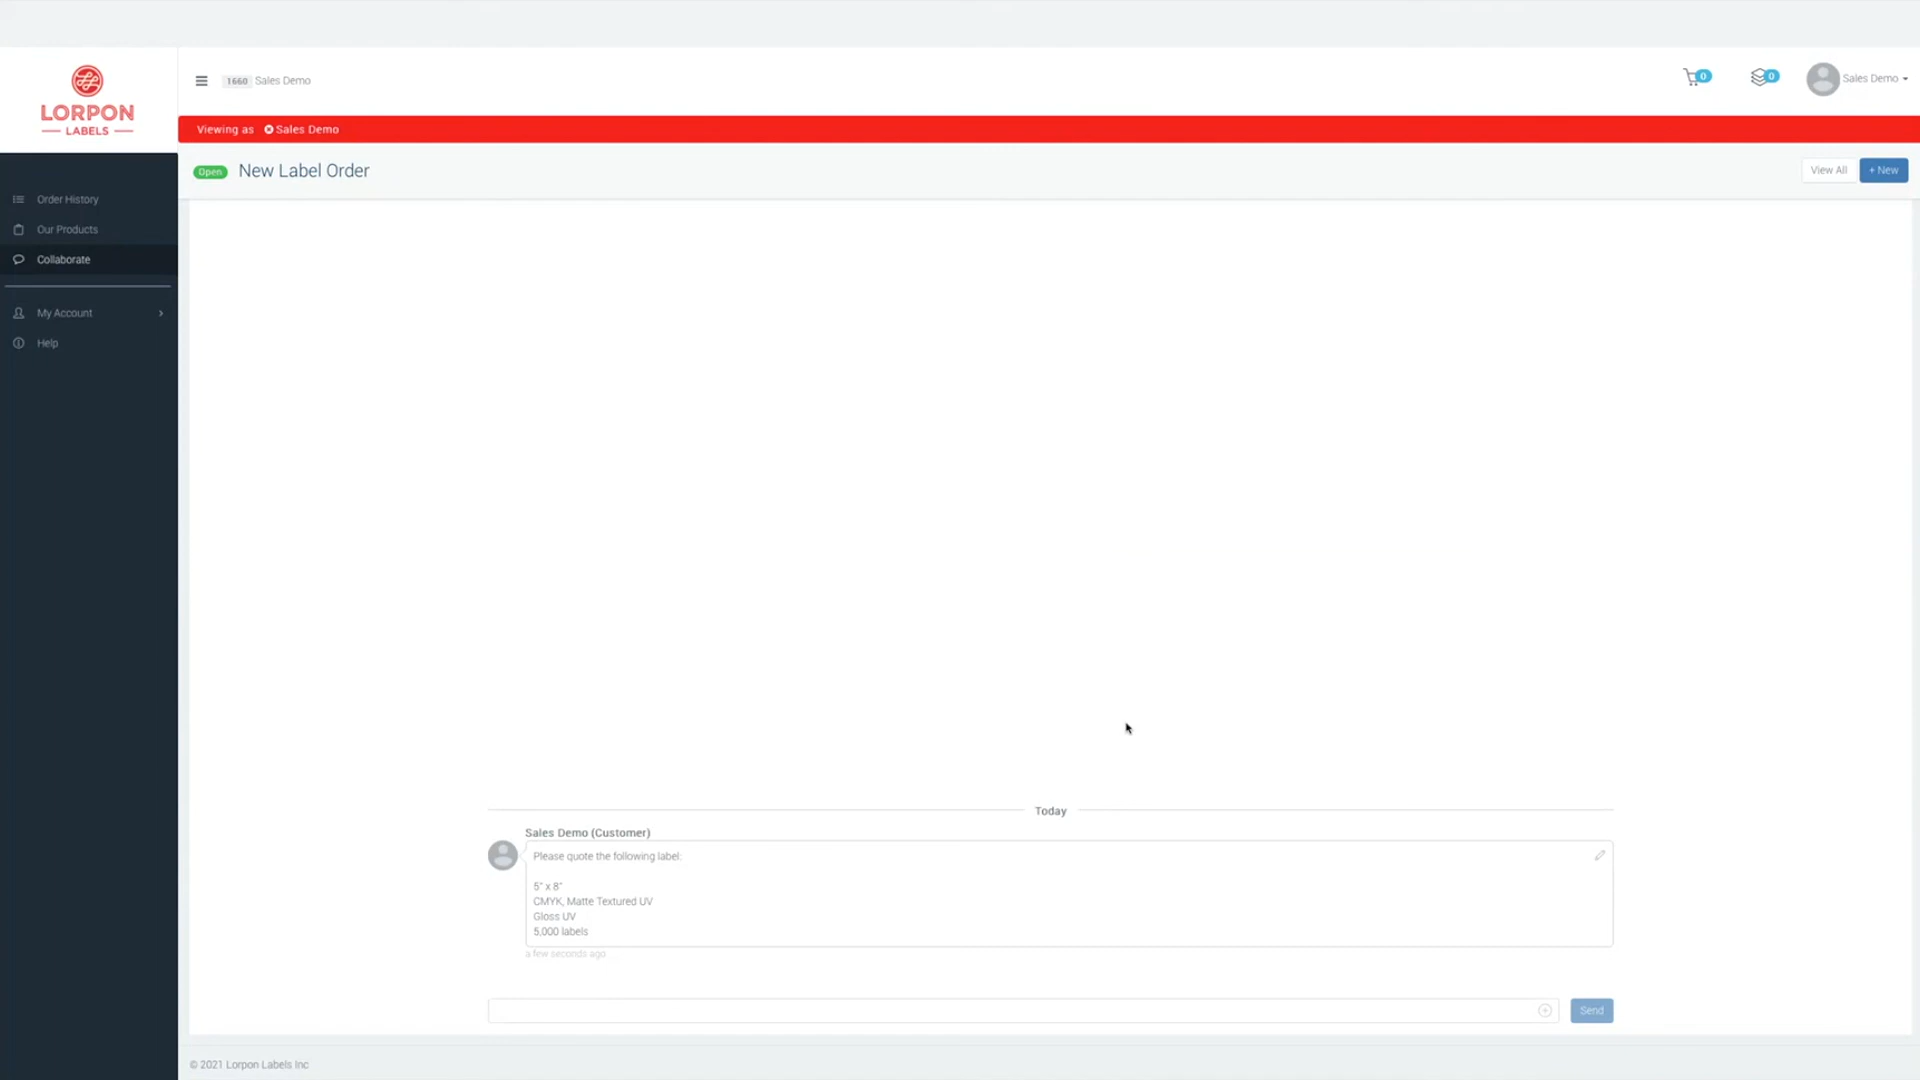 LORPON
LABELS
1660 Sales Demo
0
0
Sales Demo
Viewing as Sales Demo
Open New Label Order
View All
+ New
Order History
Our Products
Collaborate
My Account
Help
Today
Sales Demo (Customer)
Please quote the following label:
5" x 8"
CMYK, Matte Textured UV
Gloss UV
5,000 labels
a few seconds ago
Send
© 2021 Lorpon Labels Inc